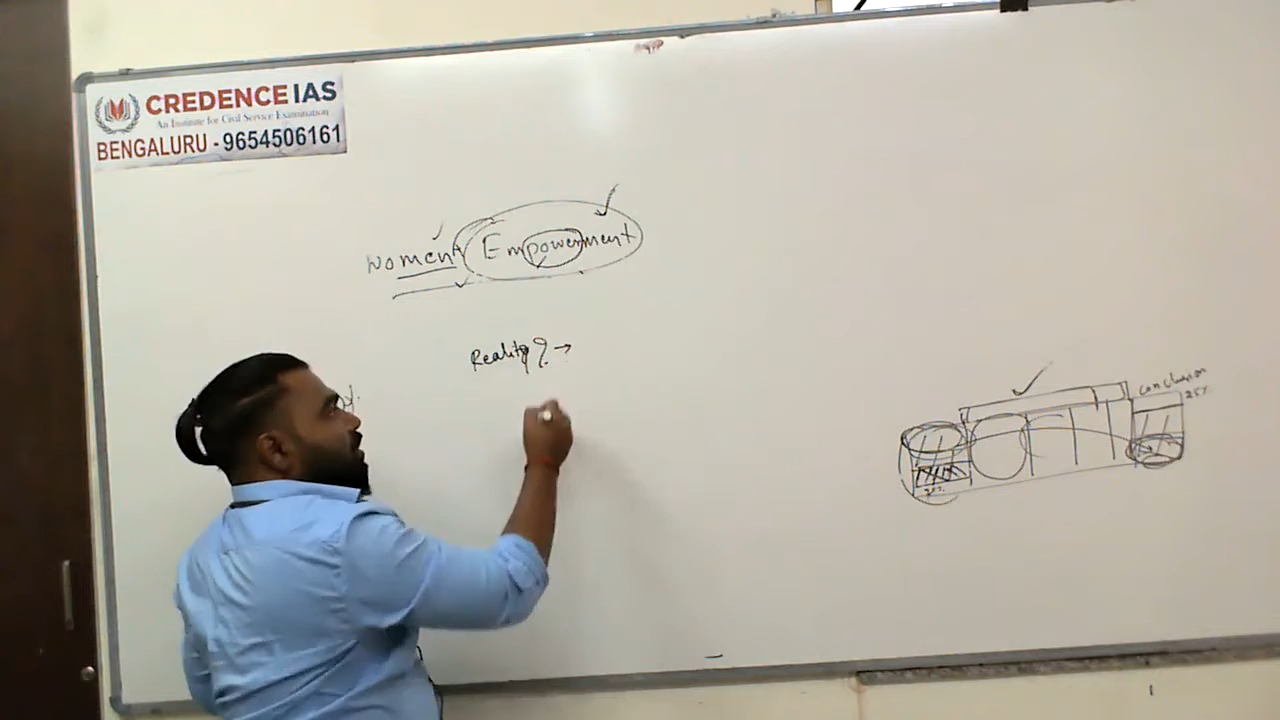 CREDENCE IAS
An Institute for Civil Service Examination
BENGALURU - 9654506161
women Empowerment
Reality? →
conclusion
25%